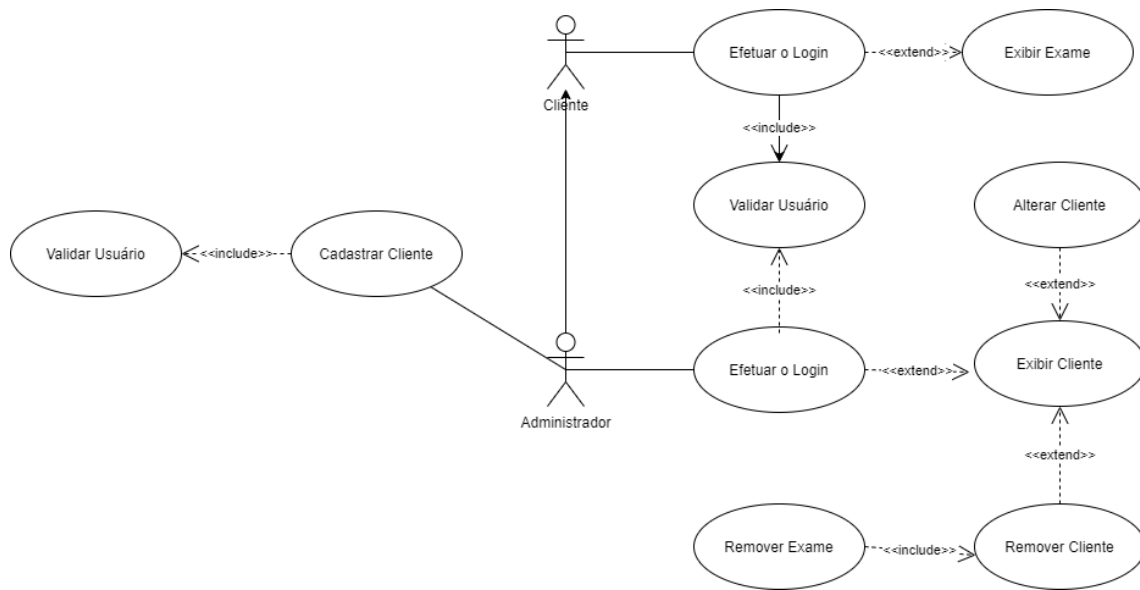 Efetuar o Login
<<extend>>
Exibir Exame
Cliente
<<include>>
Validar Usuário
Alterar Cliente
Validar Usuário
<<include>>
Cadastrar Cliente
<<include>>
<<extend>>
Efetuar o Login
<<extend>>
Exibir Cliente
Administrador
<<extend>>
Remover Exame
<<include>>
Remover Cliente